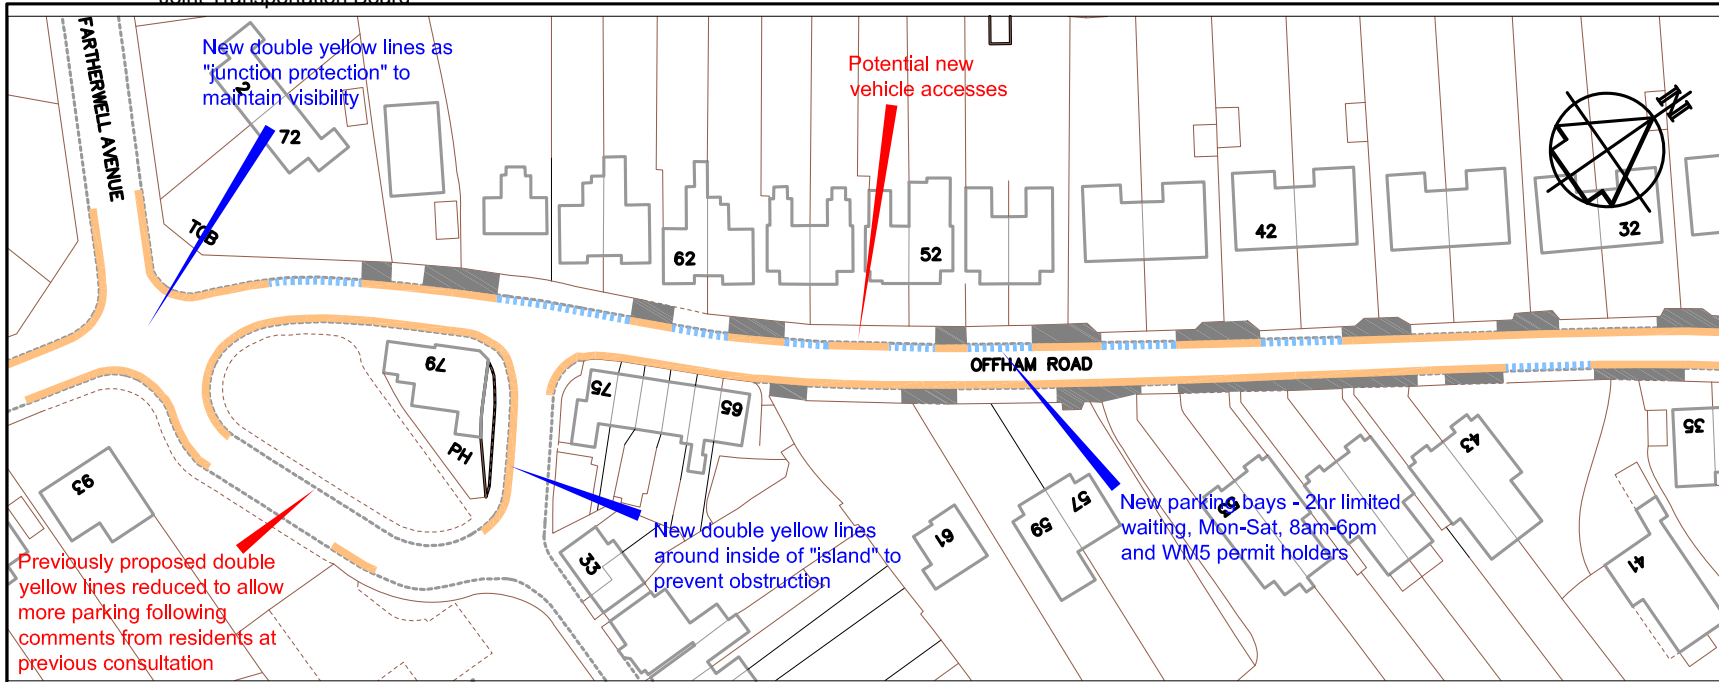 Joint Transportation Board
FARTHERWELL AVENUE
New double yellow lines as
"junction protection" to
maintain visibility
2
72
TCB
Potential new
vehicle accesses
N
62
52
42
32
OFFHAM ROAD
79
PH
75
65
93
33
61
59
57
53
43
41
35
New parking bays - 2hr limited
waiting, Mon-Sat, 8am-6pm
and WM5 permit holders
New double yellow lines
around inside of "island" to
prevent obstruction
Previously proposed double
yellow lines reduced to allow
more parking following
comments from residents at
previous consultation